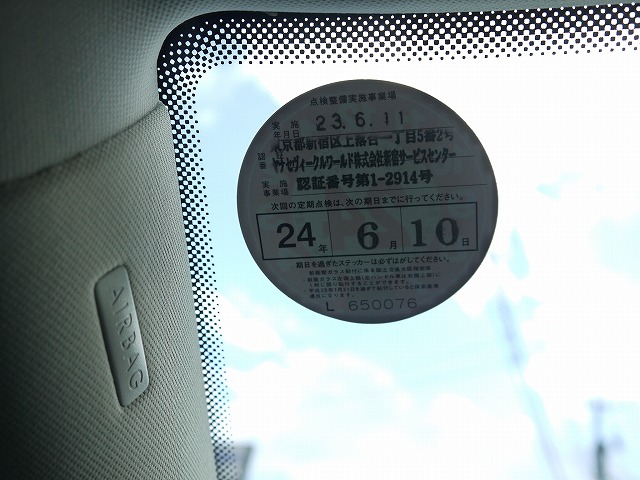 点検整備実施事業場
実施年月日 23.6.11
東京都新宿区上落合一丁目5番2号
ヤナセヴィークルワールド株式会社新宿サービスセンター
実施事業場 認証番号第1-2914号
次回の定期点検は、次の期日までに行ってください。
24年 6月 10日
期日を過ぎたステッカーは必ずはがしてください。
L 650076
AIRBAG